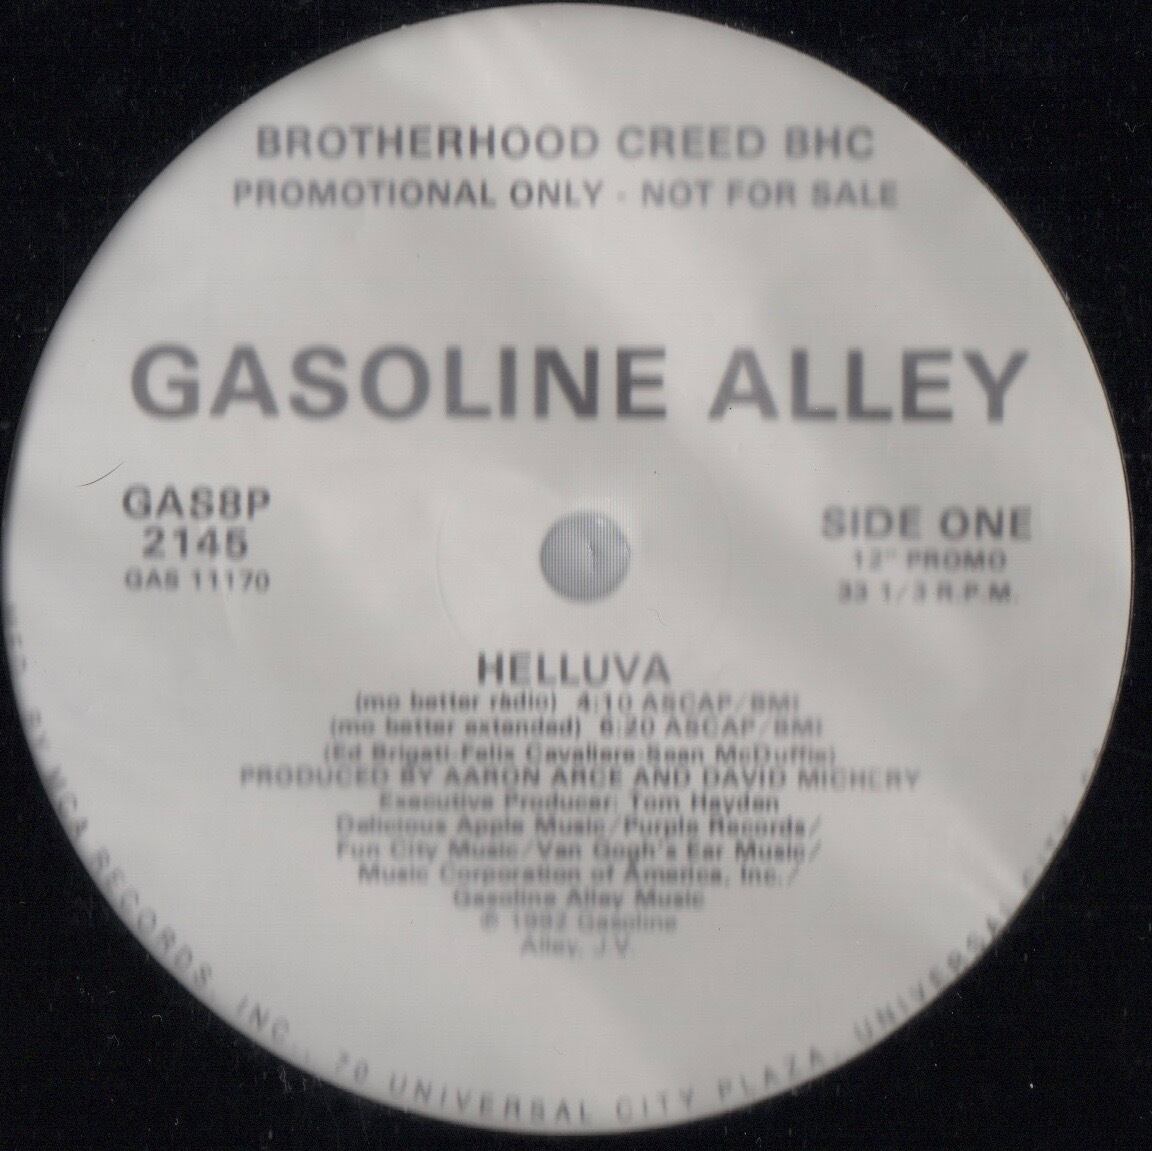 BROTHERHOOD CREED BHC
PROMOTIONAL ONLY · NOT FOR SALE
GASOLINE ALLEY
GAS8P
2145
GAS 11170
SIDE ONE
12" PROMO
33 1/3 R.P.M.
HELLUVA
(mo better radio) 4:10 ASCAP/BMI
(mo better extended) 6:20 ASCAP/BMI
(Ed Brigati-Felix Cavaliere-Sean McDuffie)
PRODUCED BY AARON ARCE AND DAVID MICHERY
Executive Producer: Tom Hayden
Delicious Apple Music/Purple Records/
Fun City Music/Van Gogh's Ear Music/
Music Corporation of America, Inc./
Gasoline Alley Music
1992 Gasoline
Alley, J.V.
BY MCA RECORDS, INC., 70 UNIVERSAL CITY PLAZA, UNIVERSAL